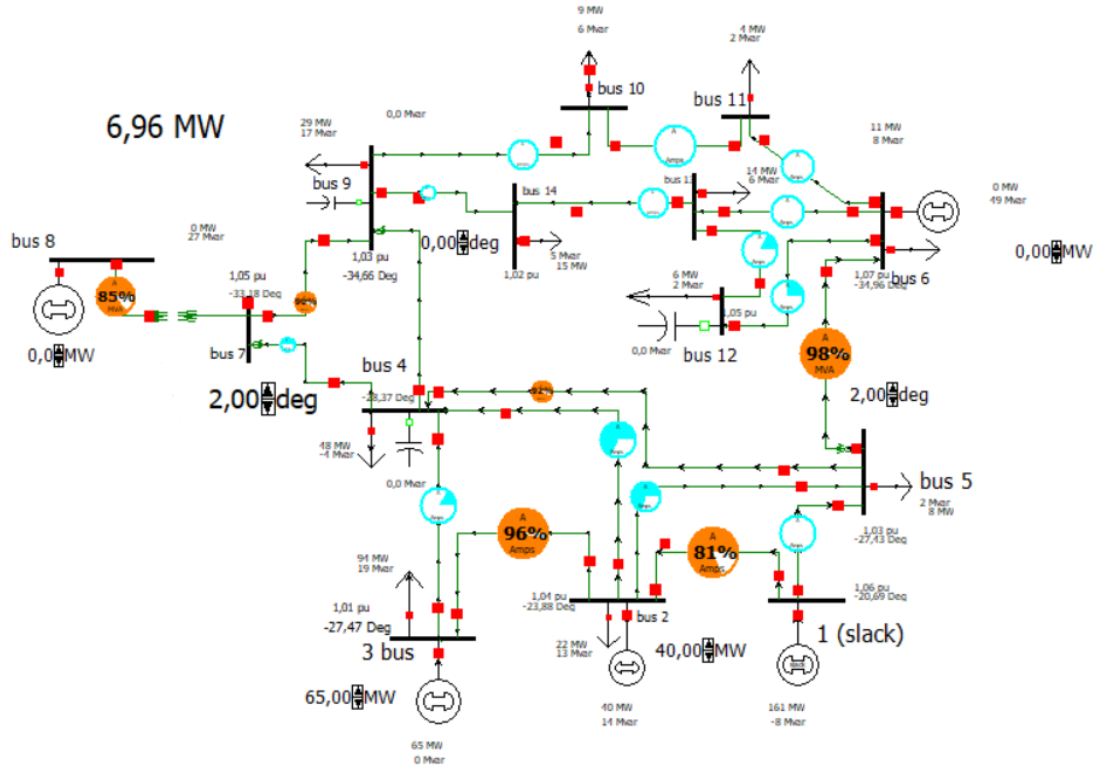 9 MW
6 Mvar
bus 10
4 MW
2 Mvar
bus 11
6,96 MW
0,0 Mvar
29 MW
17 Mvar
bus 9
11 MW
8 Mvar
A
Amps
A
Amps
14 MW
6 Mvar
bus 14
0 MW
49 Mvar
0 MW
27 Mvar
bus 8
0,00 deg
5 Mvar
15 MW
1,02 pu
1,03 pu
-34,66 Deg
0,00 MW
1,07 pu
-34,96 Deg
bus 6
1,05 pu
-33,18 Deg
A
85%
MVA
6 MW
2 Mvar
1,05 pu
0,0 MW
bus 7
0,0 Mvar
bus 12
A
98%
MVA
bus 4
-28,37 Deg
2,00 deg
2,00 deg
48 MW
-4 Mvar
0,0 Mvar
bus 5
2 Mvar
8 MW
1,03 pu
-27,43 Deg
A
96%
Amps
A
81%
Amps
94 MW
19 Mvar
1,01 pu
-27,47 Deg
3 bus
1,04 pu
-23,88 Deg
bus 2
1,06 pu
-20,69 Deg
1 (slack)
22 MW
13 Mvar
40,00 MW
65,00 MW
slack
40 MW
14 Mvar
161 MW
-8 Mvar
65 MW
0 Mvar